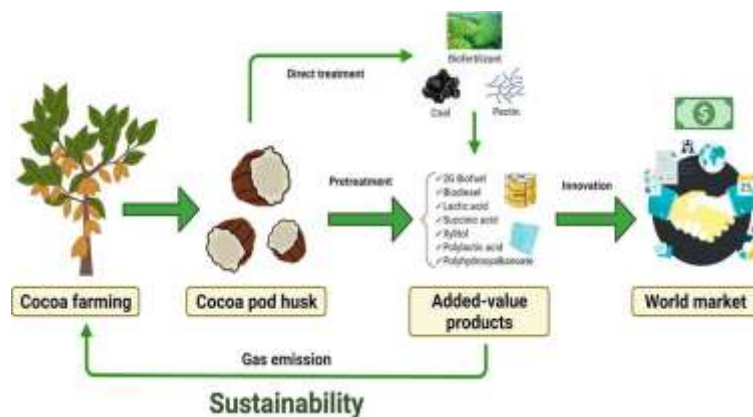 Biofertilizant
Direct treatment
Coal
Pectin
Pretreatment
✓2G Biofuel
✓Biodiesel
✓Lactic acid
✓Succinic acid
✓Xylitol
✓Polylactic acid
✓Polyhydroxyalkanoate
Innovation
Cocoa farming
Cocoa pod husk
Added-value
products
World market
Gas emission
Sustainability